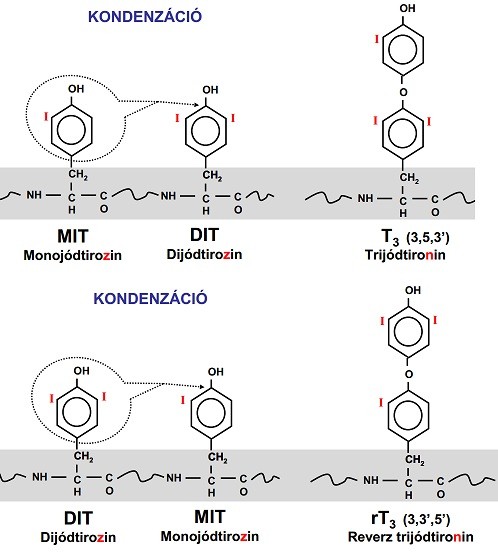 KONDENZÁCIÓ
OH
I
OH
I
I
OH
I
O
I
I
CH2
CH2
CH2
NH
C
C
O
H
NH
C
C
O
H
NH
C
C
O
H
MIT
Monojódtirozin
DIT
Dijódtirozin
T3 (3,5,3')
Trijódtironin
KONDENZÁCIÓ
OH
I
I
OH
I
OH
I
I
O
I
CH2
CH2
CH2
NH
C
C
O
H
NH
C
C
O
H
NH
C
C
O
H
DIT
Dijódtirozin
MIT
Monojódtirozin
rT3 (3,3',5')
Reverz trijódtironin